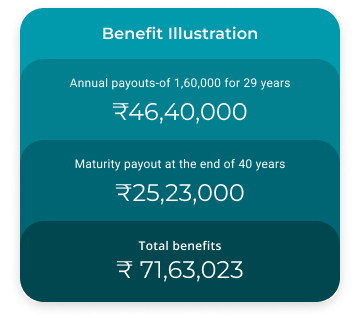 Benefit Illustration
Annual payouts-of 1,60,000 for 29 years
₹46,40,000
Maturity payout at the end of 40 years
₹25,23,000
Total benefits
₹ 71,63,023